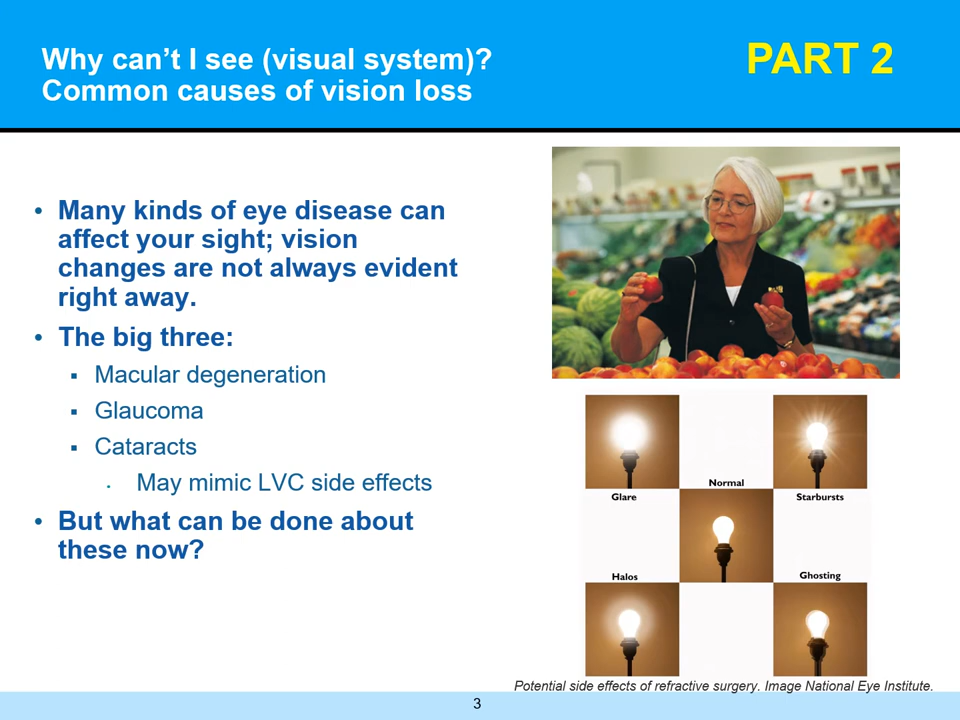 Why can't I see (visual system)?
Common causes of vision loss
PART 2
• Many kinds of eye disease can
affect your sight; vision
changes are not always evident
right away.
• The big three:
▪ Macular degeneration
▪ Glaucoma
▪ Cataracts
• May mimic LVC side effects
• But what can be done about
these now?
Normal
Glare
Starbursts
Halos
Ghosting
Potential side effects of refractive surgery. Image National Eye Institute.
3